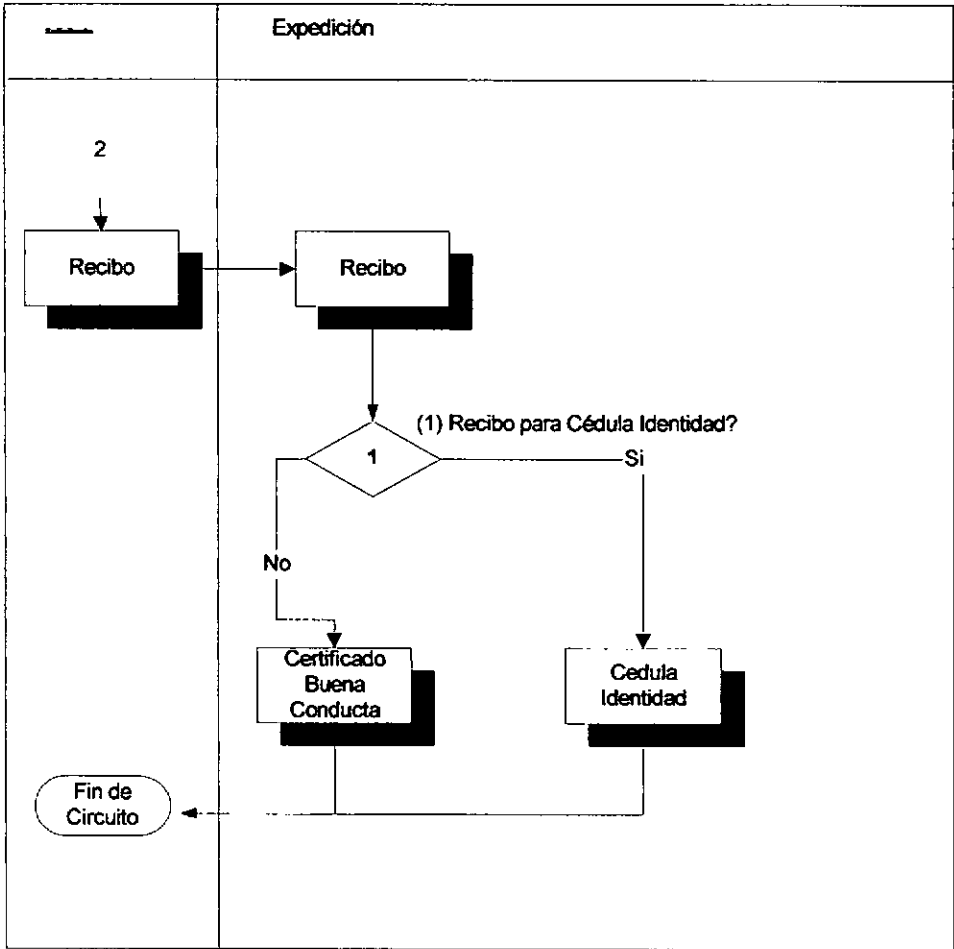 Expedición
2
Recibo
Recibo
(1) Recibo para Cédula Identidad?
1
Si
No
Certificado
Buena
Conducta
Cedula
Identidad
Fin de
Circuito